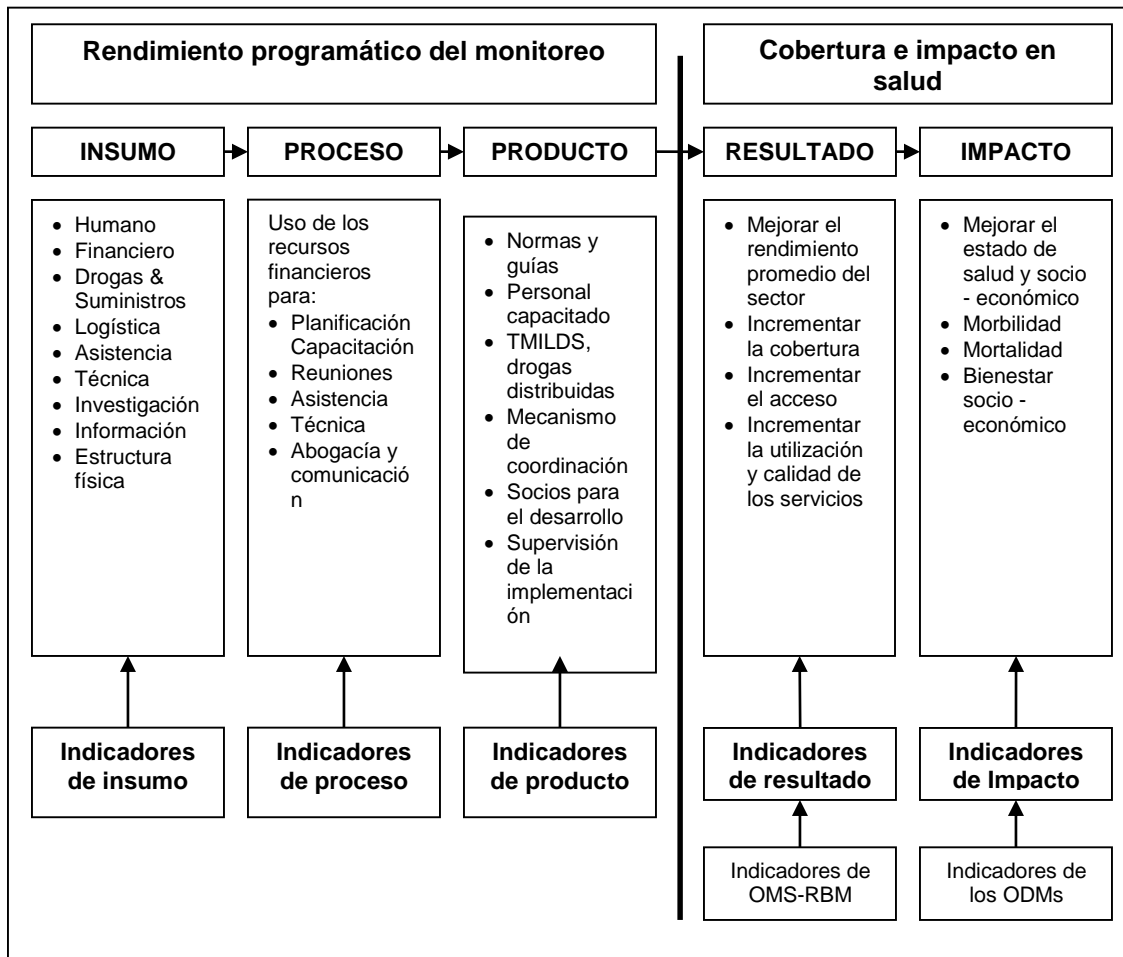 Rendimiento programático del monitoreo
Cobertura e impacto en
salud
INSUMO
PROCESO
PRODUCTO
RESULTADO
IMPACTO
• Humano
• Financiero
• Drogas &
Suministros
• Logística
• Asistencia
• Técnica
• Investigación
• Información
• Estructura
física
Uso de los
recursos
financieros
para:
• Planificación
Capacitación
• Reuniones
• Asistencia
• Técnica
• Abogacía y
comunicació
n
• Normas y
guías
• Personal
capacitado
• TMILDS,
drogas
distribuidas
• Mecanismo
de
coordinación
• Socios para
el desarrollo
• Supervisión
de la
implementaci
ón
• Mejorar el
rendimiento
promedio del
sector
• Incrementar
la cobertura
• Incrementar
el acceso
• Incrementar
la utilización
y calidad de
los servicios
• Mejorar el
estado de
salud y socio
- económico
• Morbilidad
• Mortalidad
• Bienestar
socio -
económico
Indicadores
de insumo
Indicadores
de proceso
Indicadores
de producto
Indicadores
de resultado
Indicadores
de Impacto
Indicadores de
OMS-RBM
Indicadores de
los ODMs